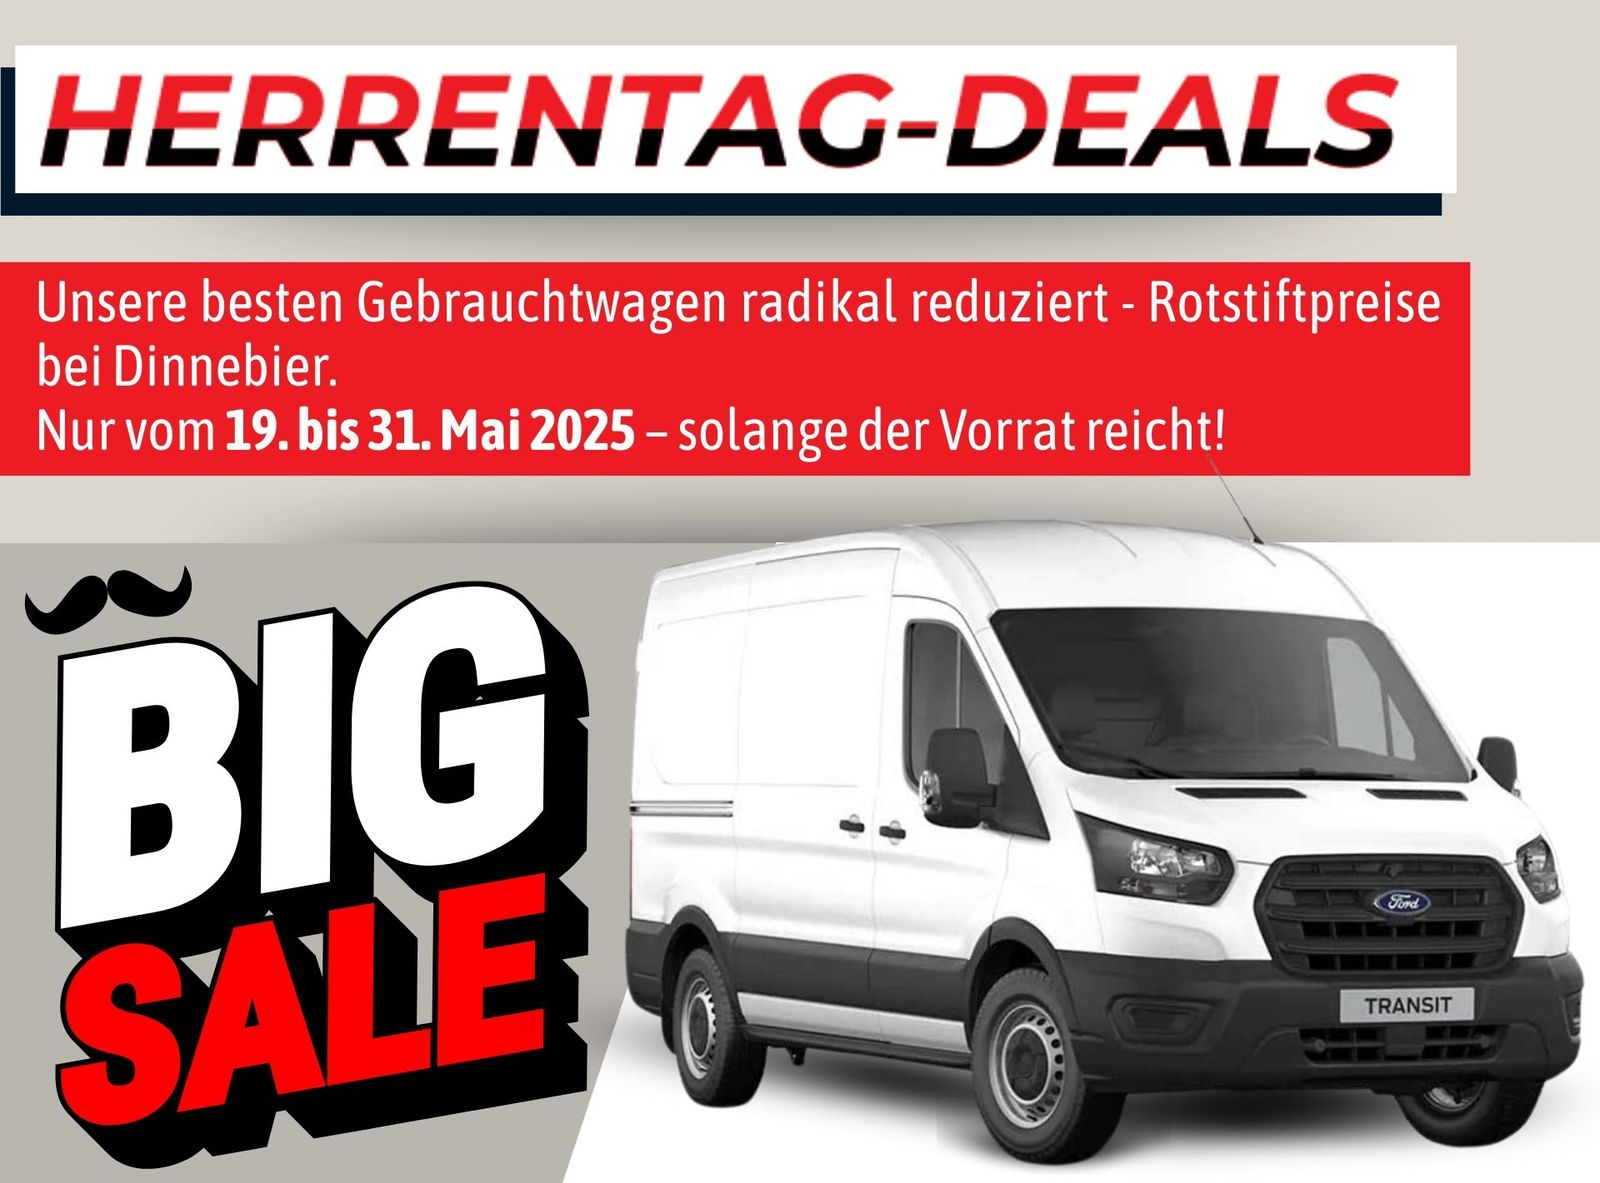 HERRENTAG-DEALS
Unsere besten Gebrauchtwagen radikal reduziert - Rotstiftpreise
bei Dinnebier.
Nur vom 19. bis 31. Mai 2025 – solange der Vorrat reicht!
BIG
SALE
Ford
TRANSIT